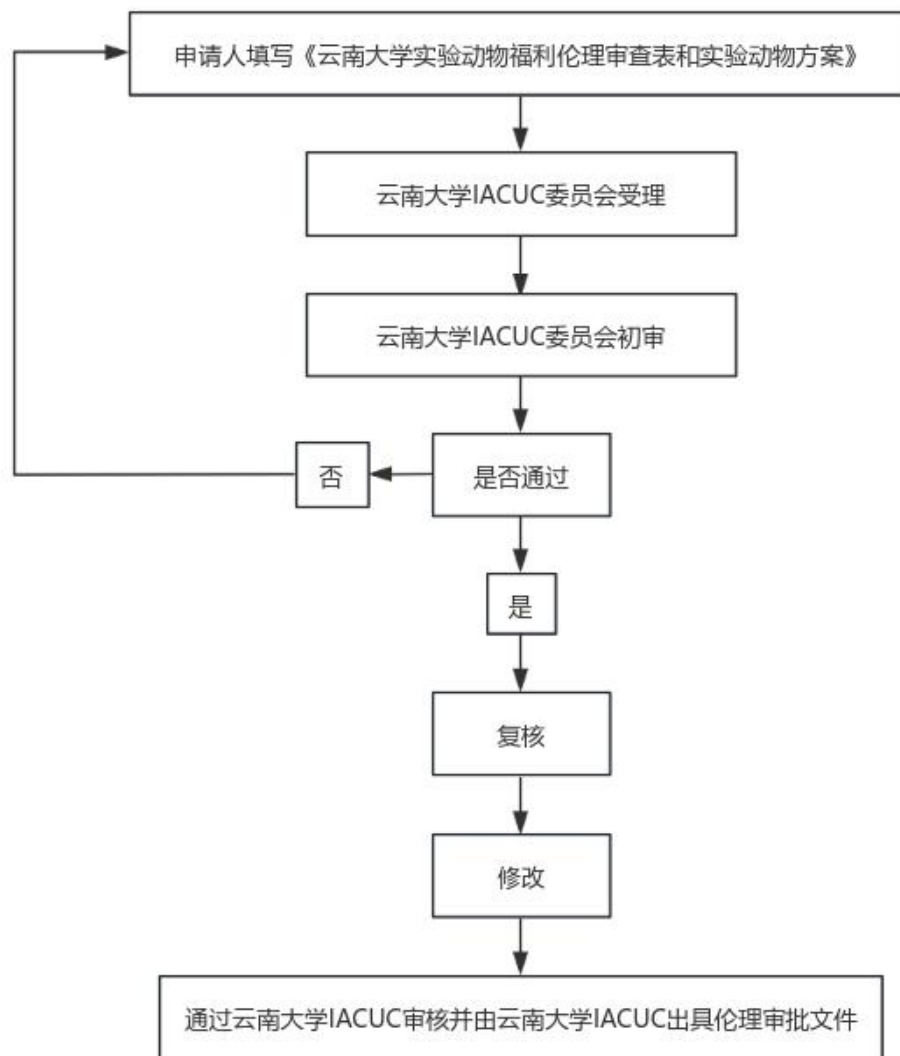 申请人填写《云南大学实验动物福利伦理审查表和实验动物方案》
云南大学IACUC委员会受理
云南大学IACUC委员会初审
否
是否通过
是
复核
修改
通过云南大学IACUC审核并由云南大学IACUC出具伦理审批文件